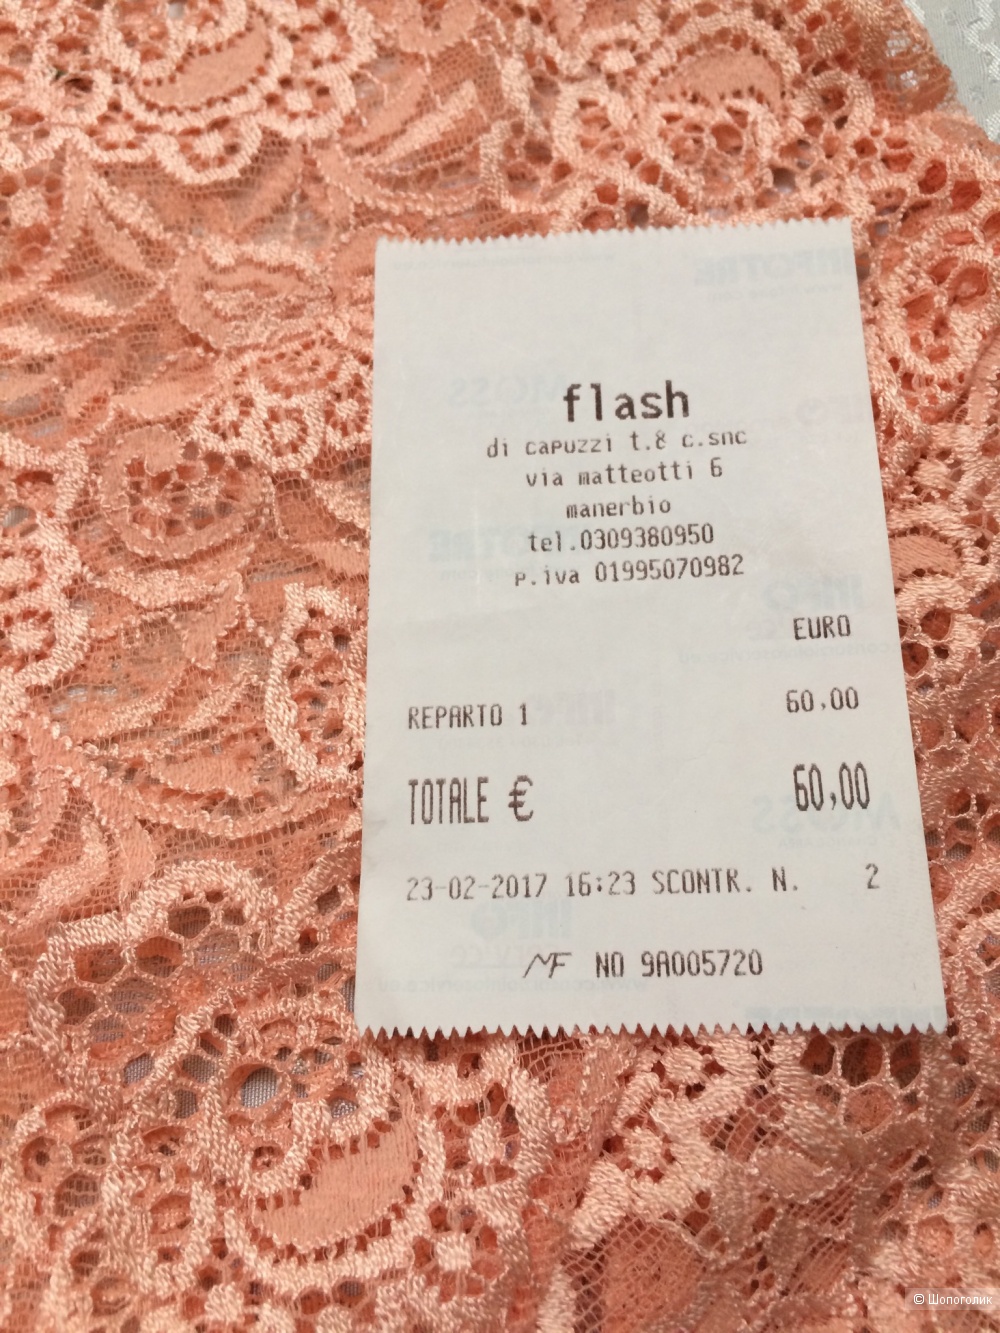 flash
di capuzzi t.& c.snc
via matteotti 6
manerbio
tel.0309380950
p.iva 01995070982
EURO
REPARTO 1 60,00
TOTALE € 60,00
23-02-2017 16:23 SCONTR. N. 2
MF NO 9A005720
© Шопоголик